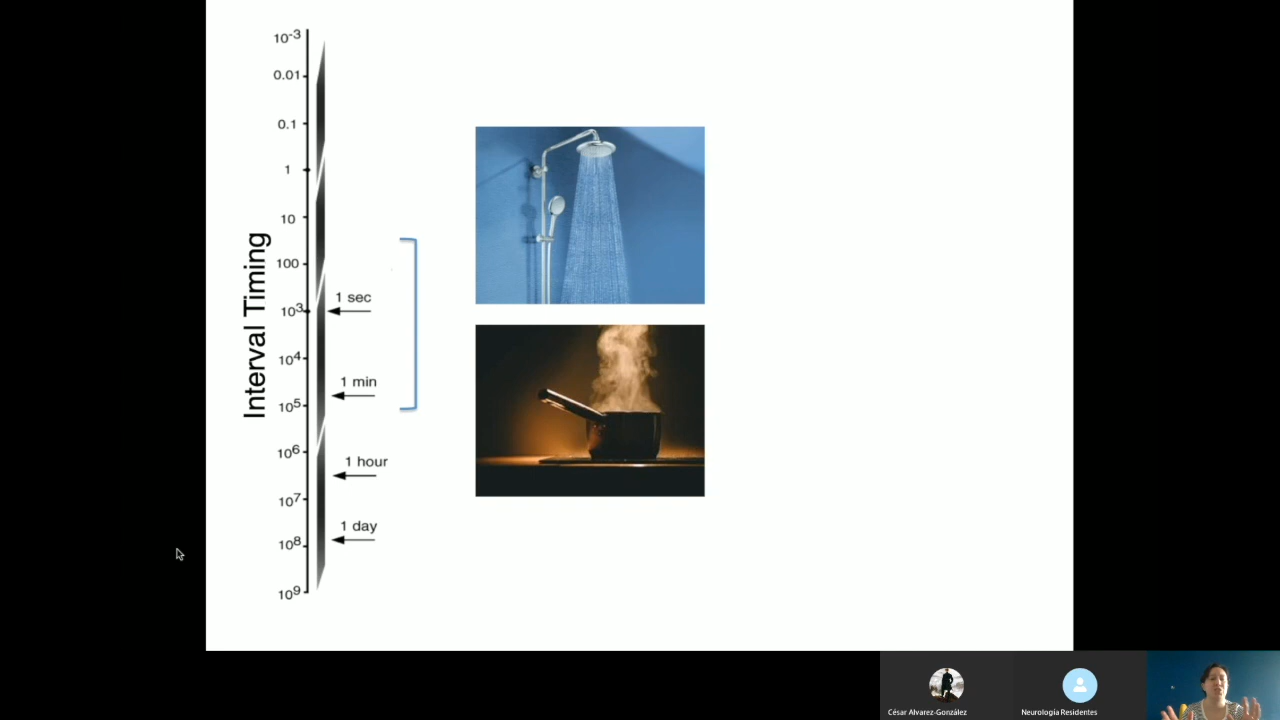 10-3
0.01
0.1
1
10
100
103
104
105
106
107
108
109
Interval Timing
1 sec
1 min
1 hour
1 day
César Alvarez-González
Neurología Residentes